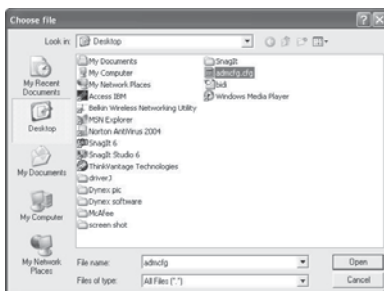 Choose file
Look in: Desktop
My Recent Documents
Desktop
My Documents
My Computer
My Network Places
My Documents
My Computer
My Network Places
Access IBM
Belkin Wireless Networking Utility
MSN Explorer
Norton AntiVirus 2004
SnagIt 6
SnagIt Studio 6
ThinkVantage Technologies
driverJ
Dynex pic
Dynex software
McAfee
screen shot
SnagIt
admcfg.cfg
Windows Media Player
File name: admcfg
Open
Files of type: All Files (*.*)
Cancel